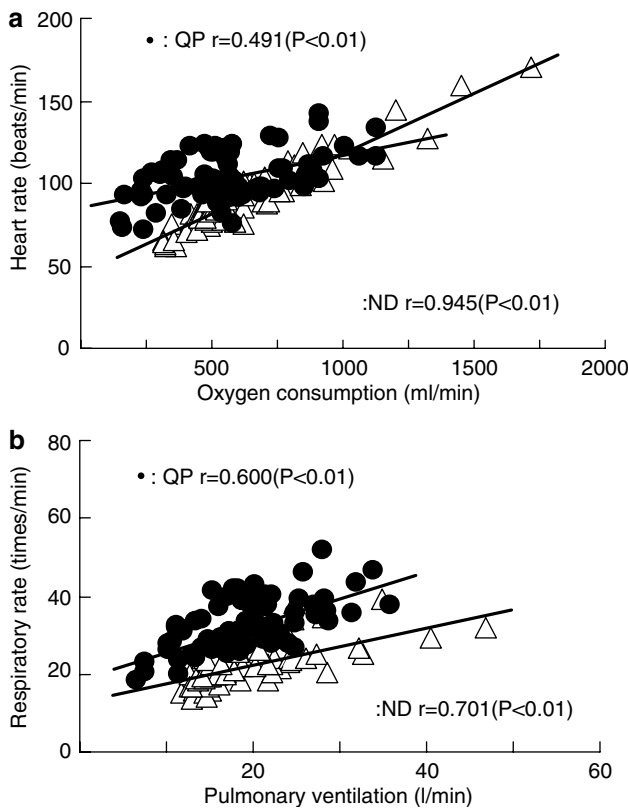 a
200
150
100
50
0
• : QP r=0.491(P<0.01)
:ND r=0.945(P<0.01)
Heart rate (beats/min)
500 1000 1500 2000
Oxygen consumption (ml/min)
b
80
60
40
20
0
• : QP r=0.600(P<0.01)
:ND r=0.701(P<0.01)
Respiratory rate (times/min)
20 40 60
Pulmonary ventilation (l/min)